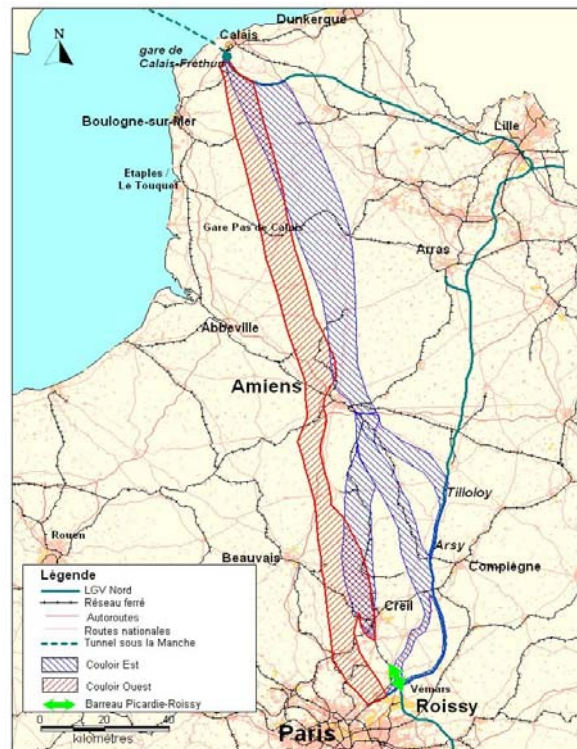 Dunkerque
N
Calais
gare de
Calais-Fréthun
Boulogne-sur-Mer
Lille
Etaples /
Le Touquet
Gare Pas de Calais
Arras
Abbeville
Amiens
Tilloloy
Rouen
Arsy
Beauvais
Compiègne
Creil
Légende
LGV Nord
Réseau ferré
Autoroutes
Routes nationales
Tunnel sous la Manche
Couloir Est
Couloir Ouest
Barreau Picardie-Roissy
Vémars
Roissy
0 20 40
kilomètres
Paris